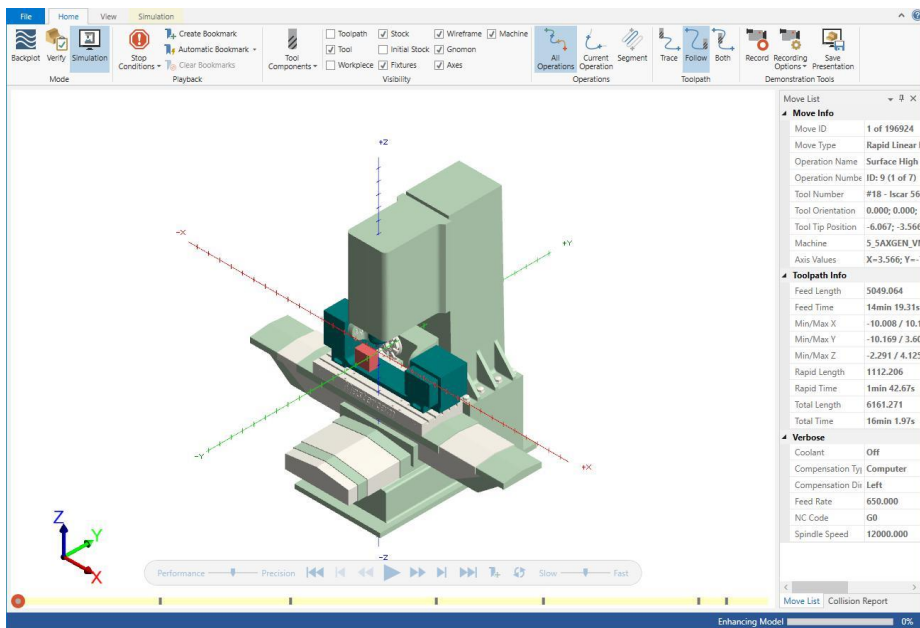 File Home View Simulation
Create Bookmark
Automatic Bookmark
Clear Bookmarks
Backplot Verify Simulation
Mode
Stop Conditions
Playback
Tool Components
Toolpath Stock Wireframe Machine
Tool Initial Stock Gnomon
Workpiece Fixtures Axes
Visibility
All Operations Current Operation Segment
Operations
Trace Follow Both
Toolpath
Record Recording Options Save Presentation
Demonstration Tools
Move List
Move Info
Move ID 1 of 196924
Move Type Rapid Linear
Operation Name Surface High
Operation Numbe ID: 9 (1 of 7)
Tool Number #18 - Iscar 56
Tool Orientation 0.000; 0.000;
Tool Tip Position -6.067; -3.566
Machine 5_5AXGEN_VM
Axis Values X=3.566; Y=-
Toolpath Info
Feed Length 5049.064
Feed Time 14min 19.31s
Min/Max X -10.008 / 10.1
Min/Max Y -10.169 / 3.60
Min/Max Z -2.291 / 4.125
Rapid Length 1112.206
Rapid Time 1min 42.67s
Total Length 6161.271
Total Time 16min 1.97s
Verbose
Coolant Off
Compensation Typ Computer
Compensation Dir Left
Feed Rate 650.000
NC Code G0
Spindle Speed 12000.000
Move List Collision Report
+Z
-X
+Y
-Y
+X
-Z
Z
Y
X
Performance Precision Slow Fast
Enhancing Model 0%